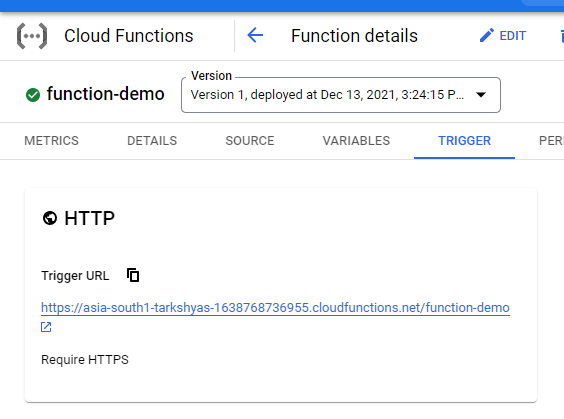 Cloud Functions
Function details
EDIT
function-demo
Version
Version 1, deployed at Dec 13, 2021, 3:24:15 P...
METRICS
DETAILS
SOURCE
VARIABLES
TRIGGER
PER
HTTP
Trigger URL
https://asia-south1-tarkshyas-1638768736955.cloudfunctions.net/function-demo
Require HTTPS